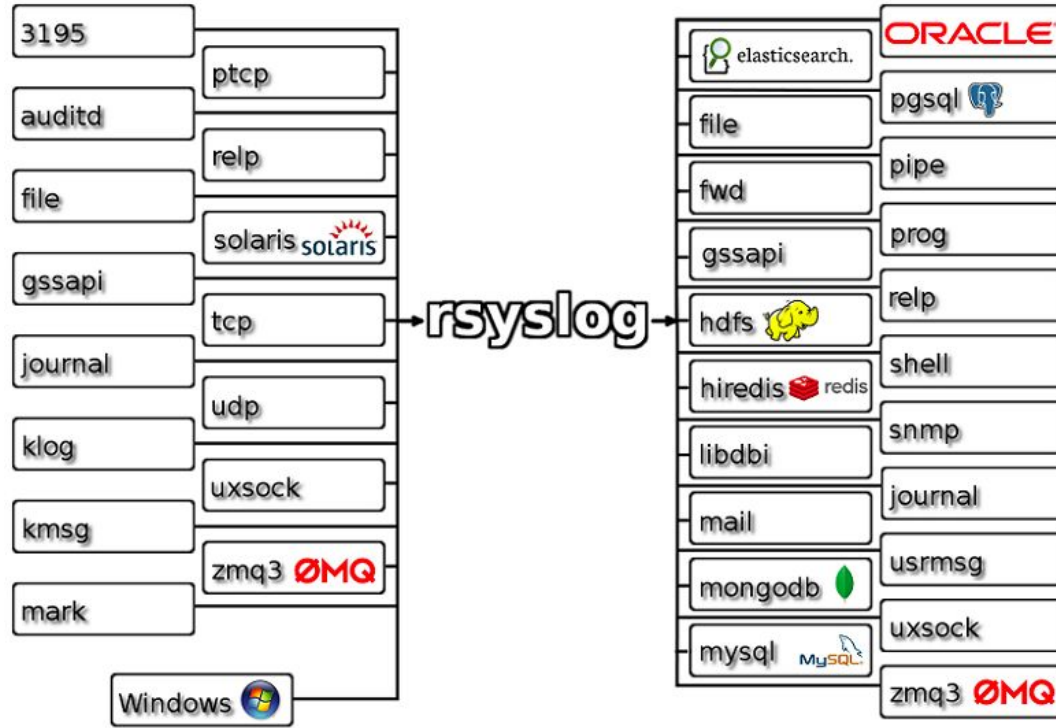 3195
ptcp
auditd
relp
file
solaris solaris
gssapi
tcp
journal
udp
klog
uxsock
kmsg
zmq3 ØMQ
mark
Windows
rsyslog
ORACLE
elasticsearch.
pgsql
file
pipe
fwd
prog
gssapi
relp
hdfs
shell
hiredis redis
snmp
libdbi
journal
mail
usrmsg
mongodb
uxsock
mysql MySQL
zmq3 ØMQ